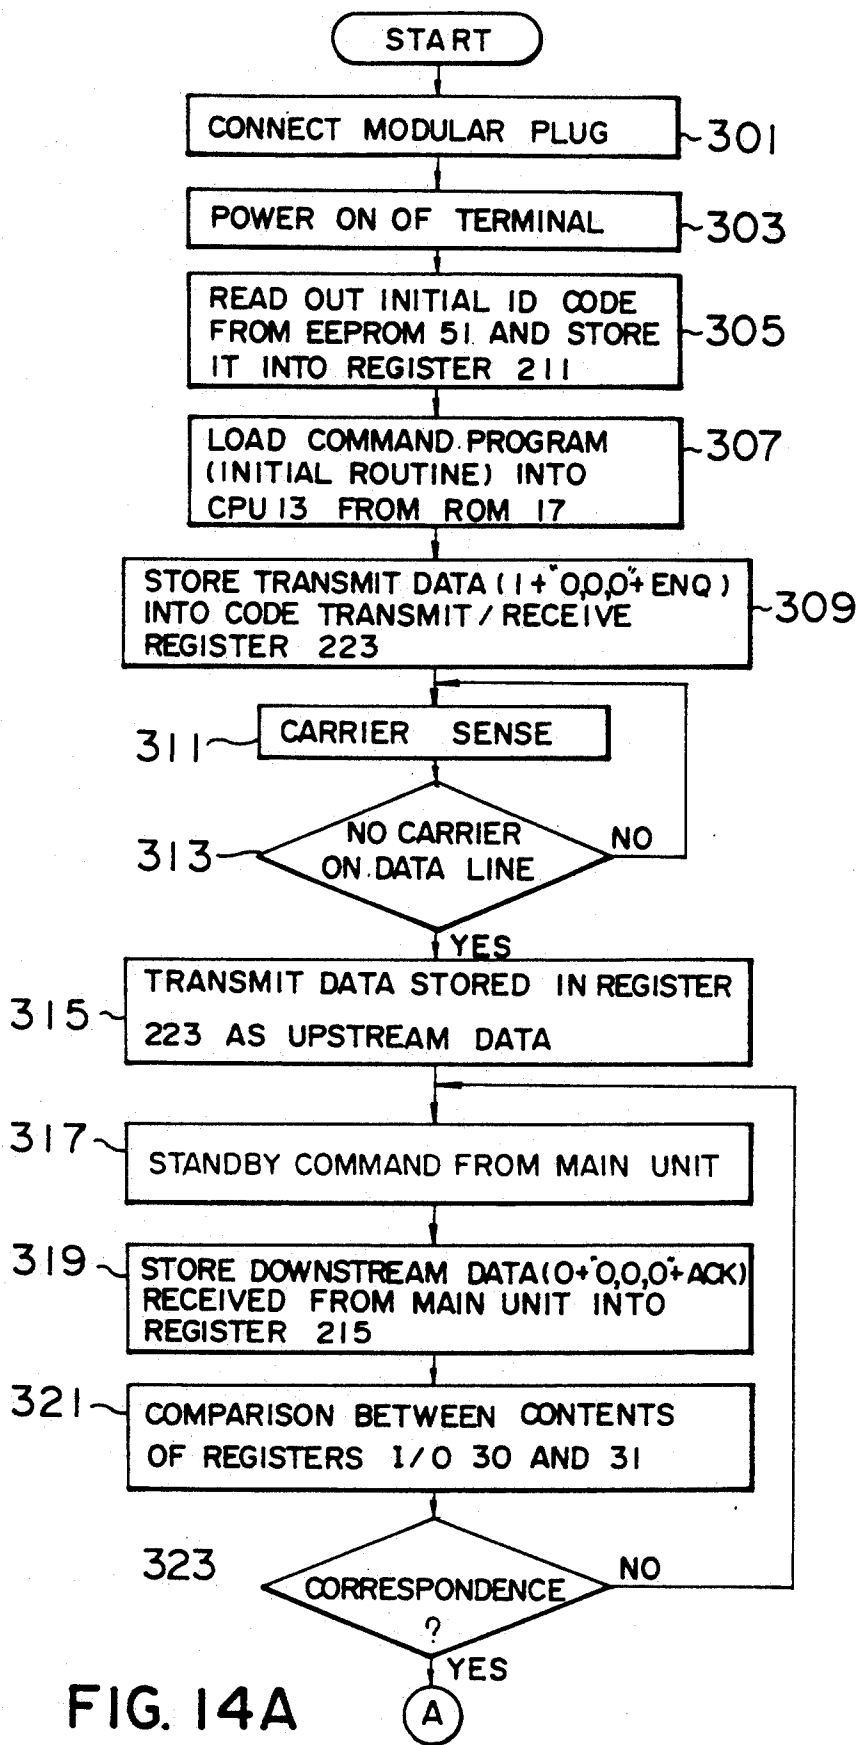 START
CONNECT MODULAR PLUG
301
POWER ON OF TERMINAL
303
READ OUT INITIAL ID CODE
FROM EEPROM 51 AND STORE
IT INTO REGISTER 211
305
LOAD COMMAND PROGRAM
(INITIAL ROUTINE) INTO
CPU 13 FROM ROM 17
307
STORE TRANSMIT DATA (1+"0,0,0"+ENQ)
INTO CODE TRANSMIT/RECEIVE
REGISTER 223
309
311
CARRIER SENSE
313
NO CARRIER
ON DATA LINE
NO
YES
315
TRANSMIT DATA STORED IN REGISTER
223 AS UPSTREAM DATA
317
STANDBY COMMAND FROM MAIN UNIT
319
STORE DOWNSTREAM DATA(0+"0,0,0"+ACK)
RECEIVED FROM MAIN UNIT INTO
REGISTER 215
321
COMPARISON BETWEEN CONTENTS
OF REGISTERS I/O 30 AND 31
323
CORRESPONDENCE
?
NO
YES
A
FIG. 14A